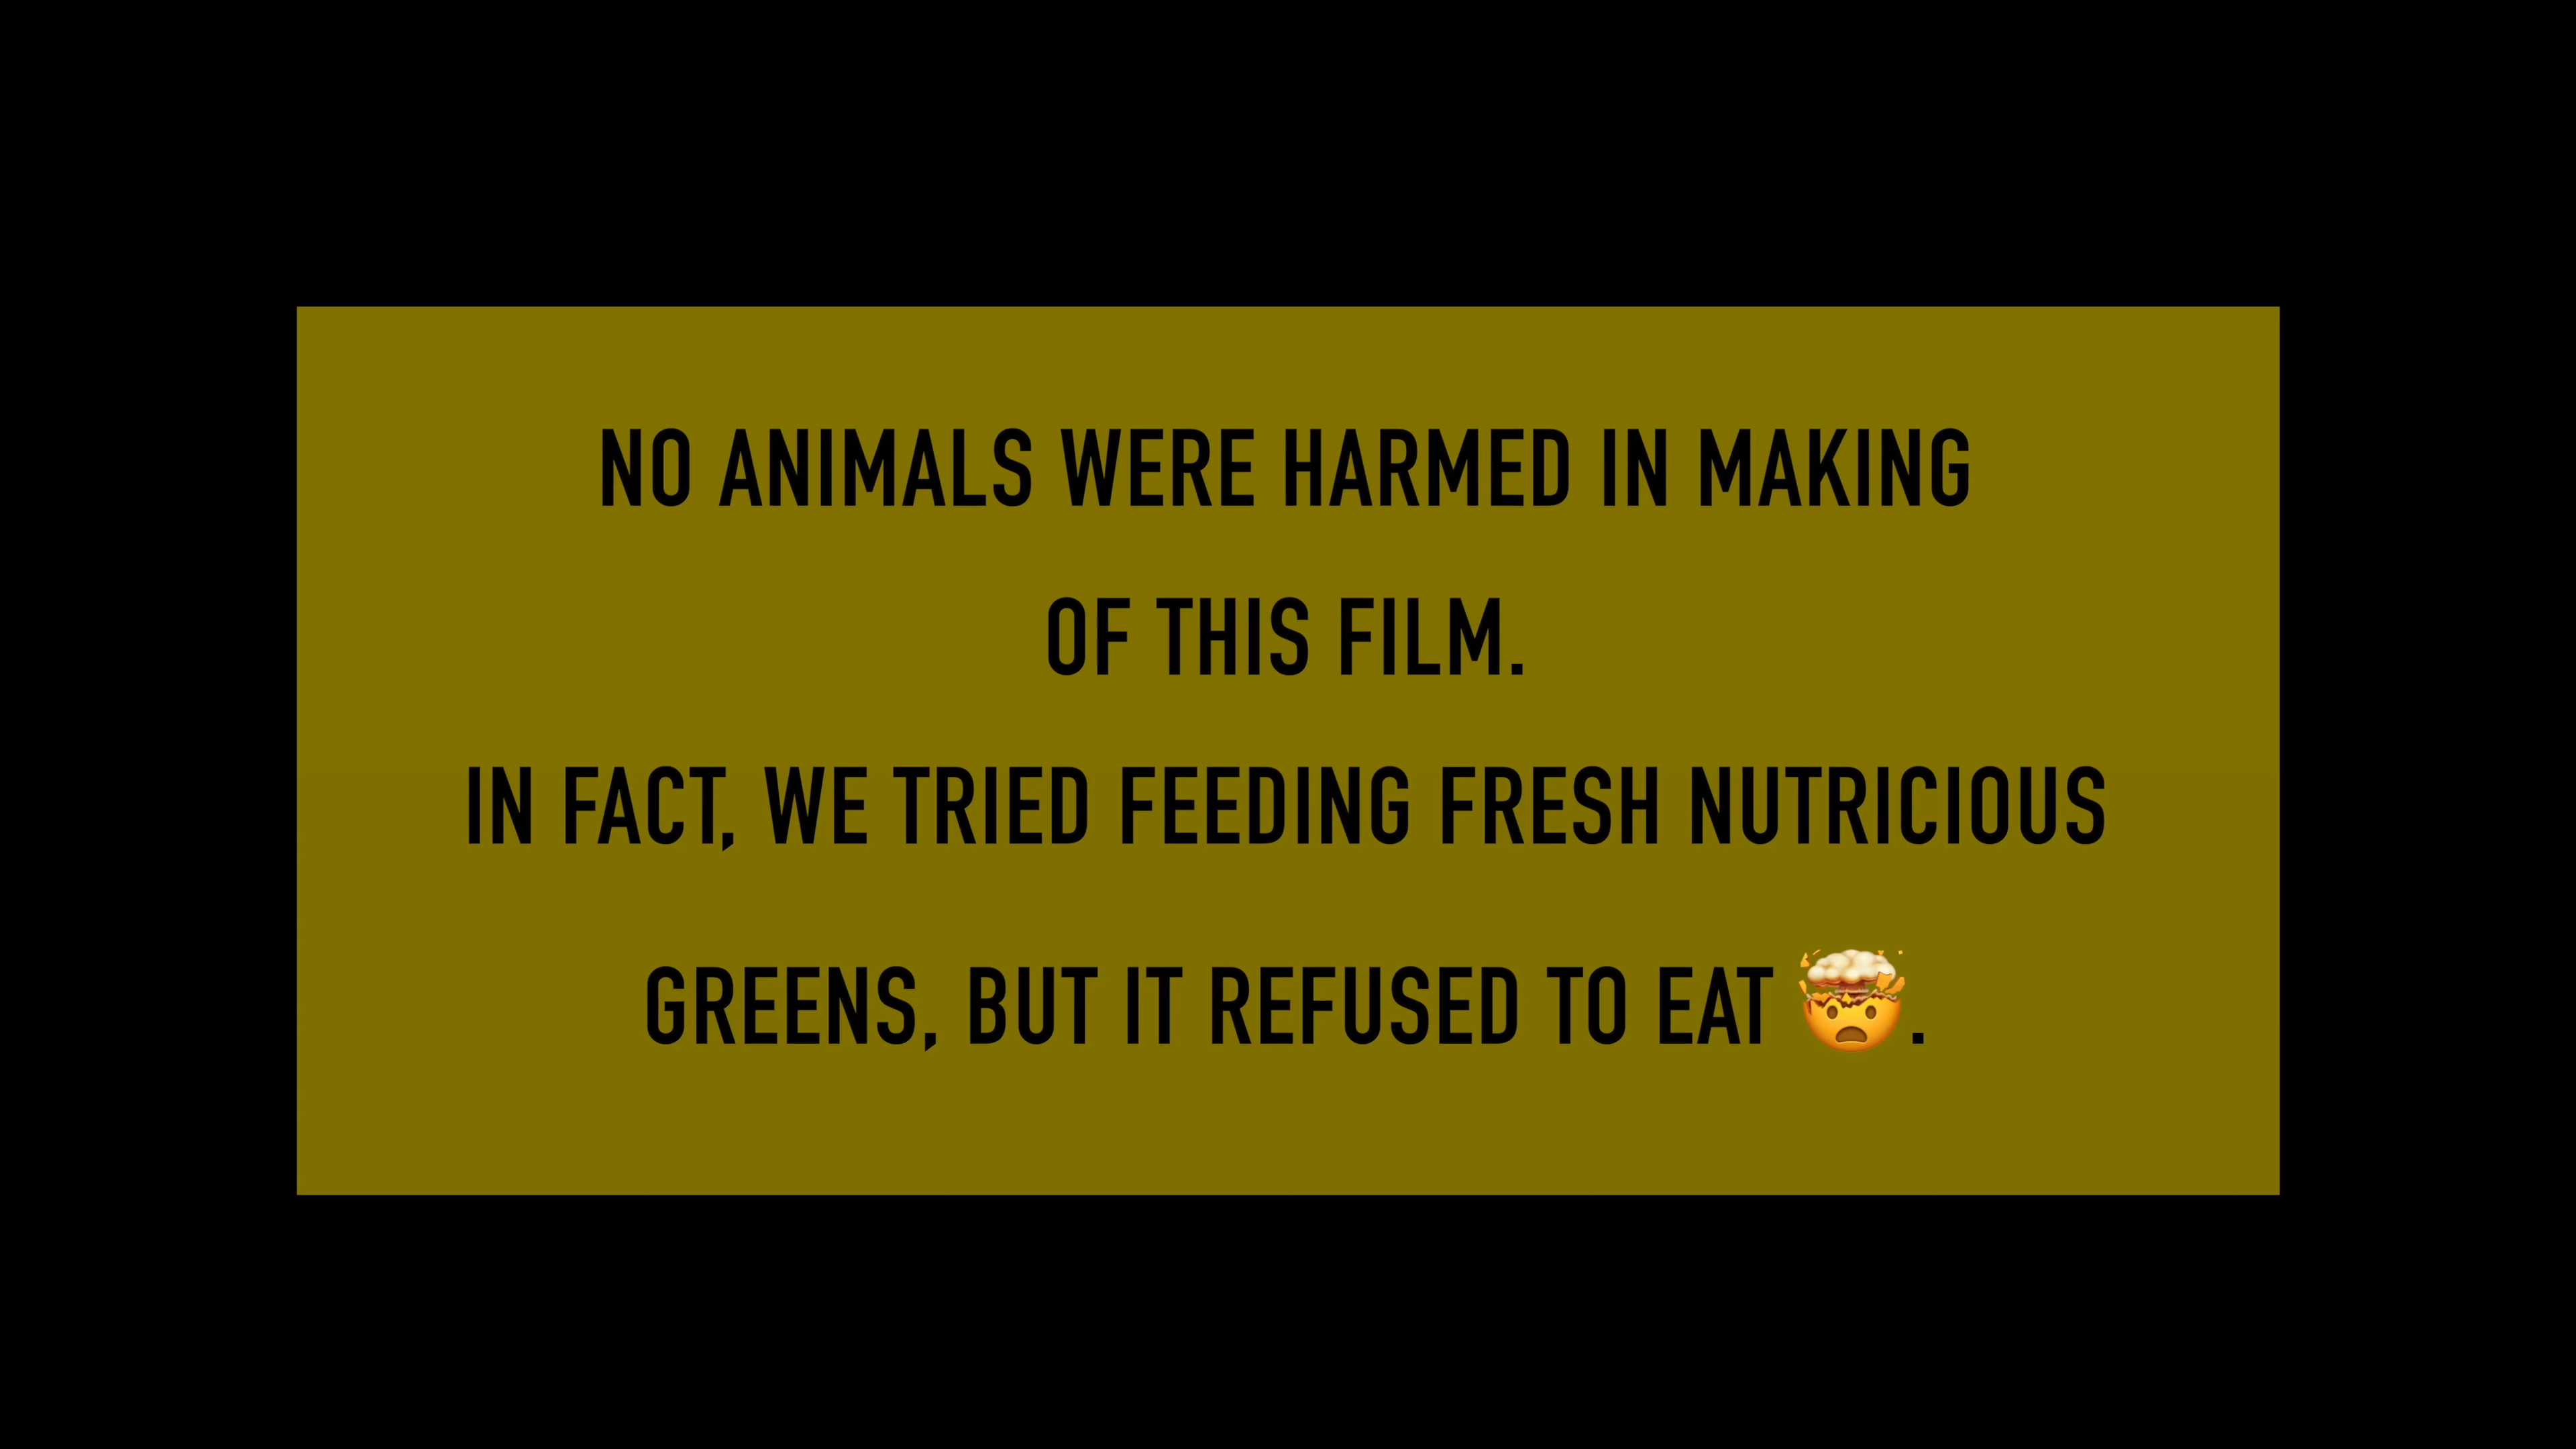 NO ANIMALS WERE HARMED IN MAKING
OF THIS FILM.
IN FACT, WE TRIED FEEDING FRESH NUTRICIOUS
GREENS, BUT IT REFUSED TO EAT 🤯.